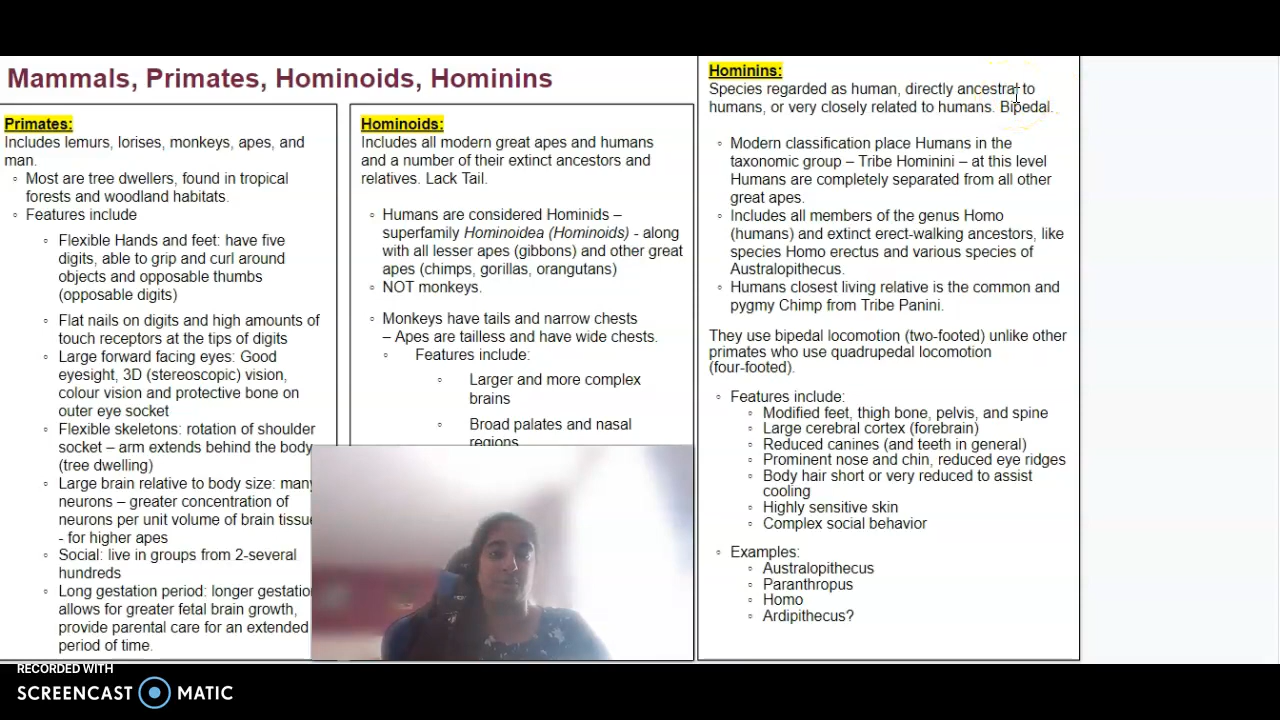 Mammals, Primates, Hominoids, Hominins
Primates:
Includes lemurs, lorises, monkeys, apes, and
man.
◦ Most are tree dwellers, found in tropical
forests and woodland habitats.
◦ Features include
◦ Flexible Hands and feet: have five
digits, able to grip and curl around
objects and opposable thumbs
(opposable digits)
◦ Flat nails on digits and high amounts of
touch receptors at the tips of digits
◦ Large forward facing eyes: Good
eyesight, 3D (stereoscopic) vision,
colour vision and protective bone on
outer eye socket
◦ Flexible skeletons: rotation of shoulder
socket – arm extends behind the body
(tree dwelling)
◦ Large brain relative to body size: many
neurons – greater concentration of
neurons per unit volume of brain tissue
- for higher apes
◦ Social: live in groups from 2-several
hundreds
◦ Long gestation period: longer gestation
allows for greater fetal brain growth,
provide parental care for an extended
period of time.
Hominoids:
Includes all modern great apes and humans
and a number of their extinct ancestors and
relatives. Lack Tail.
◦ Humans are considered Hominids –
superfamily Hominoidea (Hominoids) - along
with all lesser apes (gibbons) and other great
apes (chimps, gorillas, orangutans)
◦ NOT monkeys.
◦ Monkeys have tails and narrow chests
– Apes are tailless and have wide chests.
◦ Features include:
◦ Larger and more complex
brains
◦ Broad palates and nasal
regions
Hominins:
Species regarded as human, directly ancestral to
humans, or very closely related to humans. Bipedal.
◦ Modern classification place Humans in the
taxonomic group – Tribe Hominini – at this level
Humans are completely separated from all other
great apes.
◦ Includes all members of the genus Homo
(humans) and extinct erect-walking ancestors, like
species Homo erectus and various species of
Australopithecus.
◦ Humans closest living relative is the common and
pygmy Chimp from Tribe Panini.
They use bipedal locomotion (two-footed) unlike other
primates who use quadrupedal locomotion
(four-footed).
◦ Features include:
◦ Modified feet, thigh bone, pelvis, and spine
◦ Large cerebral cortex (forebrain)
◦ Reduced canines (and teeth in general)
◦ Prominent nose and chin, reduced eye ridges
◦ Body hair short or very reduced to assist
cooling
◦ Highly sensitive skin
◦ Complex social behavior
◦ Examples:
◦ Australopithecus
◦ Paranthropus
◦ Homo
◦ Ardipithecus?
RECORDED WITH
SCREENCAST MATIC